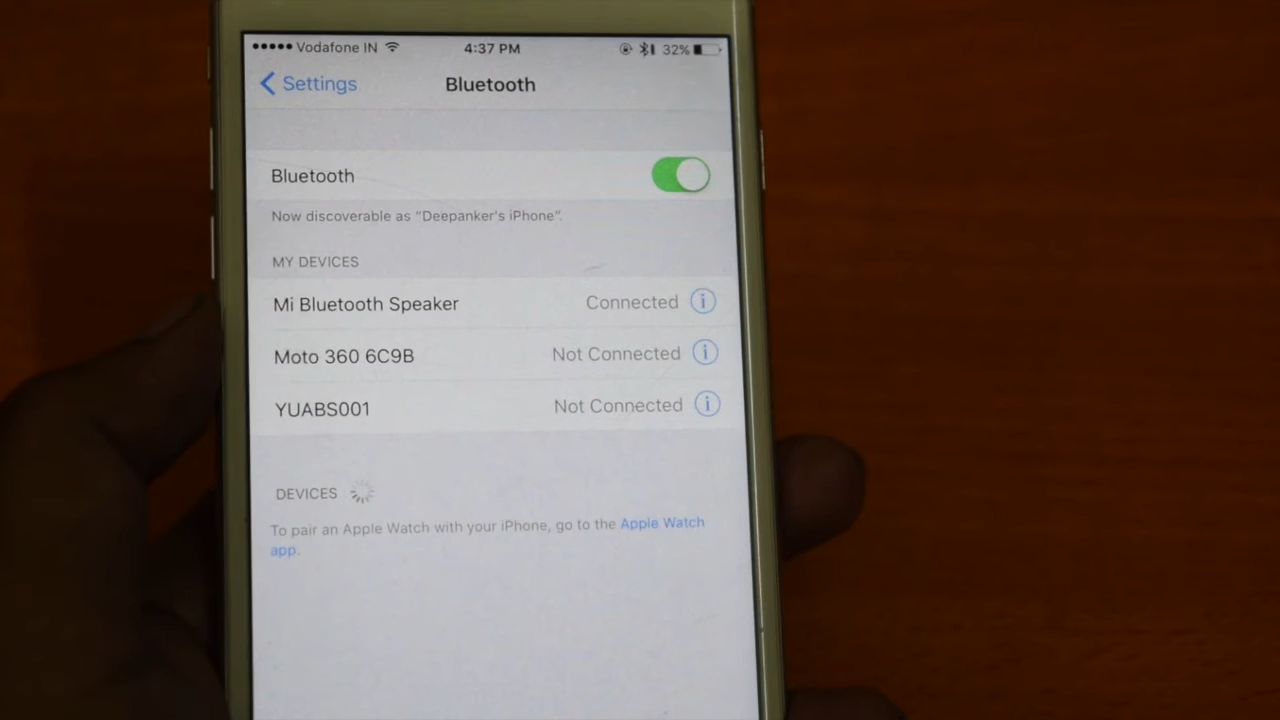 Vodafone IN 4:37 PM 32%
Settings Bluetooth
Bluetooth
Now discoverable as “Deepanker's iPhone”.
MY DEVICES
Mi Bluetooth Speaker Connected
Moto 360 6C9B Not Connected
YUABS001 Not Connected
DEVICES
To pair an Apple Watch with your iPhone, go to the Apple Watch
app.